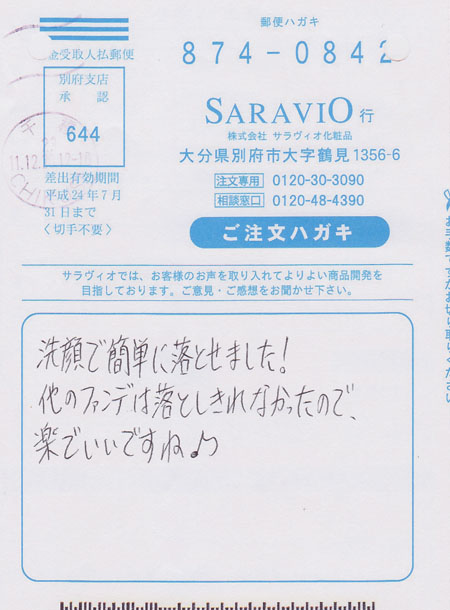 郵便ハガキ
874-0842
金受取人払郵便
別府支店
承認
644
差出有効期間
平成24年7月
31日まで
〈切手不要〉
SARAVIO 行
株式会社 サラヴィオ化粧品
大分県別府市大字鶴見1356-6
注文専用 0120-30-3090
相談窓口 0120-48-4390
ご注文ハガキ
サラヴィオでは、お客様のお声を取り入れてよりよい商品開発を
目指しております。ご意見・ご感想をお聞かせ下さい。
洗顔で簡単に落とせました!
他のファンデは落としきれなかったので、
楽でいいですね♪